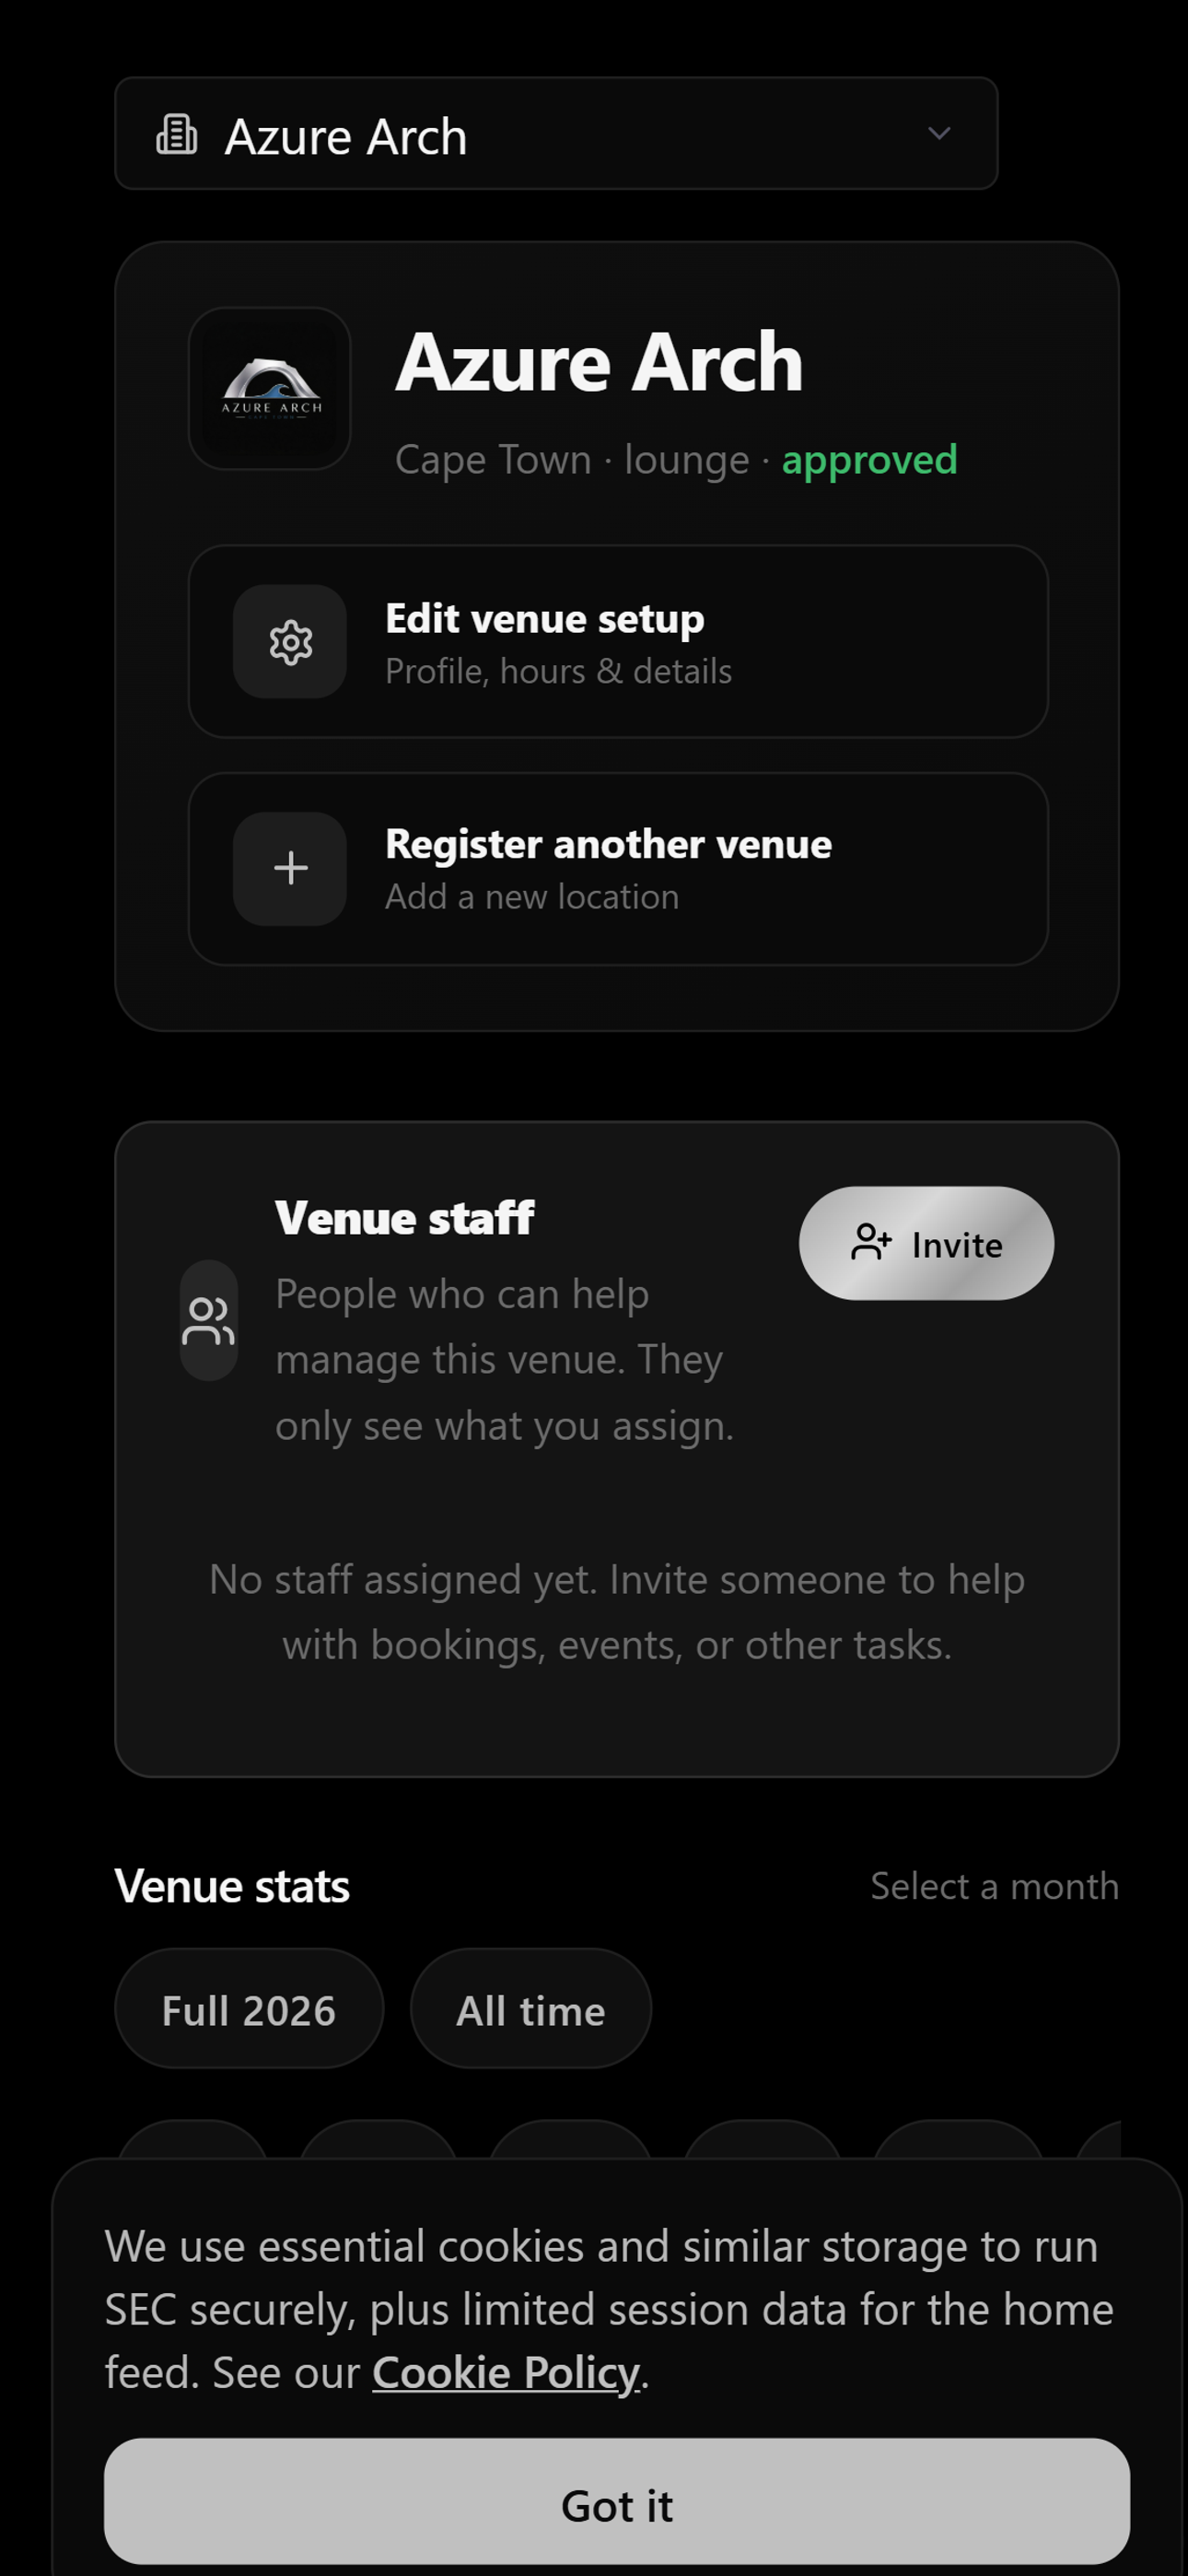 Azure Arch
AZURE ARCH
CAPE TOWN
Azure Arch
Cape Town · lounge · approved
Edit venue setup
Profile, hours & details
Register another venue
Add a new location
Venue staff
Invite
People who can help
manage this venue. They
only see what you assign.
No staff assigned yet. Invite someone to help
with bookings, events, or other tasks.
Venue stats
Select a month
Full 2026
All time
We use essential cookies and similar storage to run
SEC securely, plus limited session data for the home
feed. See our Cookie Policy.
Got it